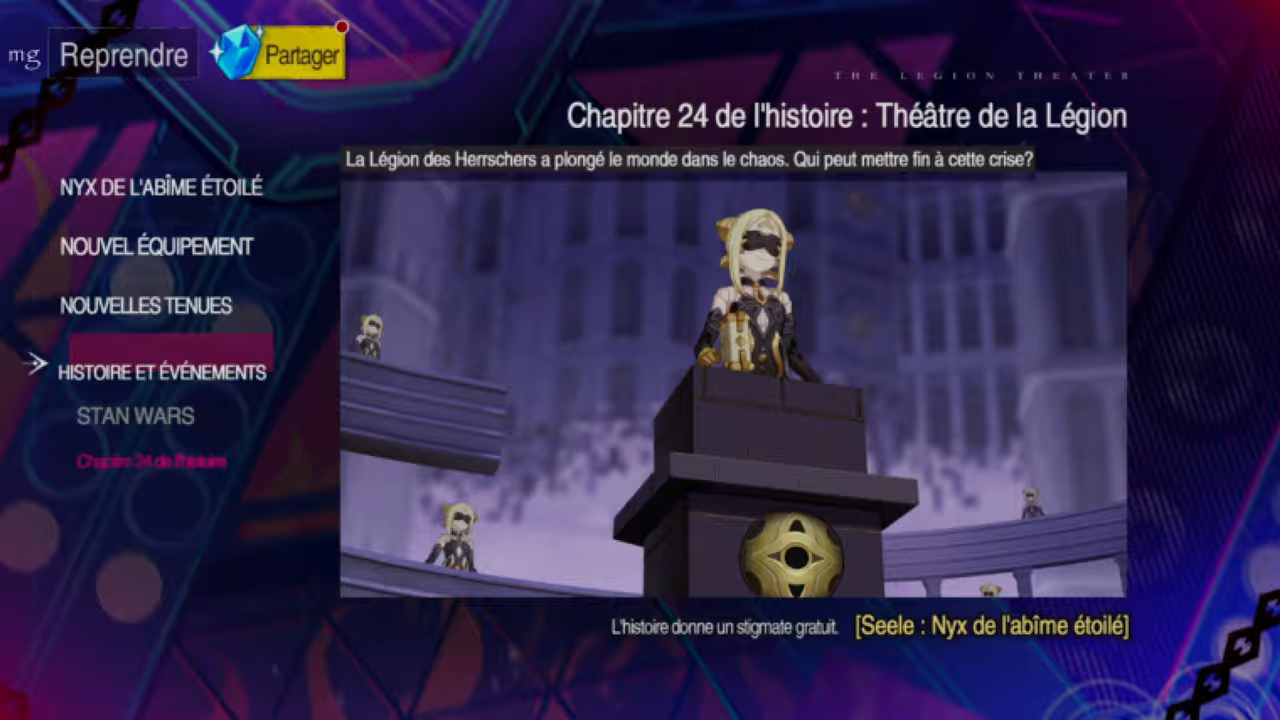 mg
Reprendre
Partager
THE LEGION THEATER
Chapitre 24 de l'histoire : Théâtre de la Légion
La Légion des Herrschers a plongé le monde dans le chaos. Qui peut mettre fin à cette crise?
NYX DE L'ABÎME ÉTOILÉ
NOUVEL ÉQUIPEMENT
NOUVELLES TENUES
HISTOIRE ET ÉVÉNEMENTS
STAN WARS
Chapitre 24 de l'histoire
L'histoire donne un stigmate gratuit. [Seele : Nyx de l'abîme étoilé]